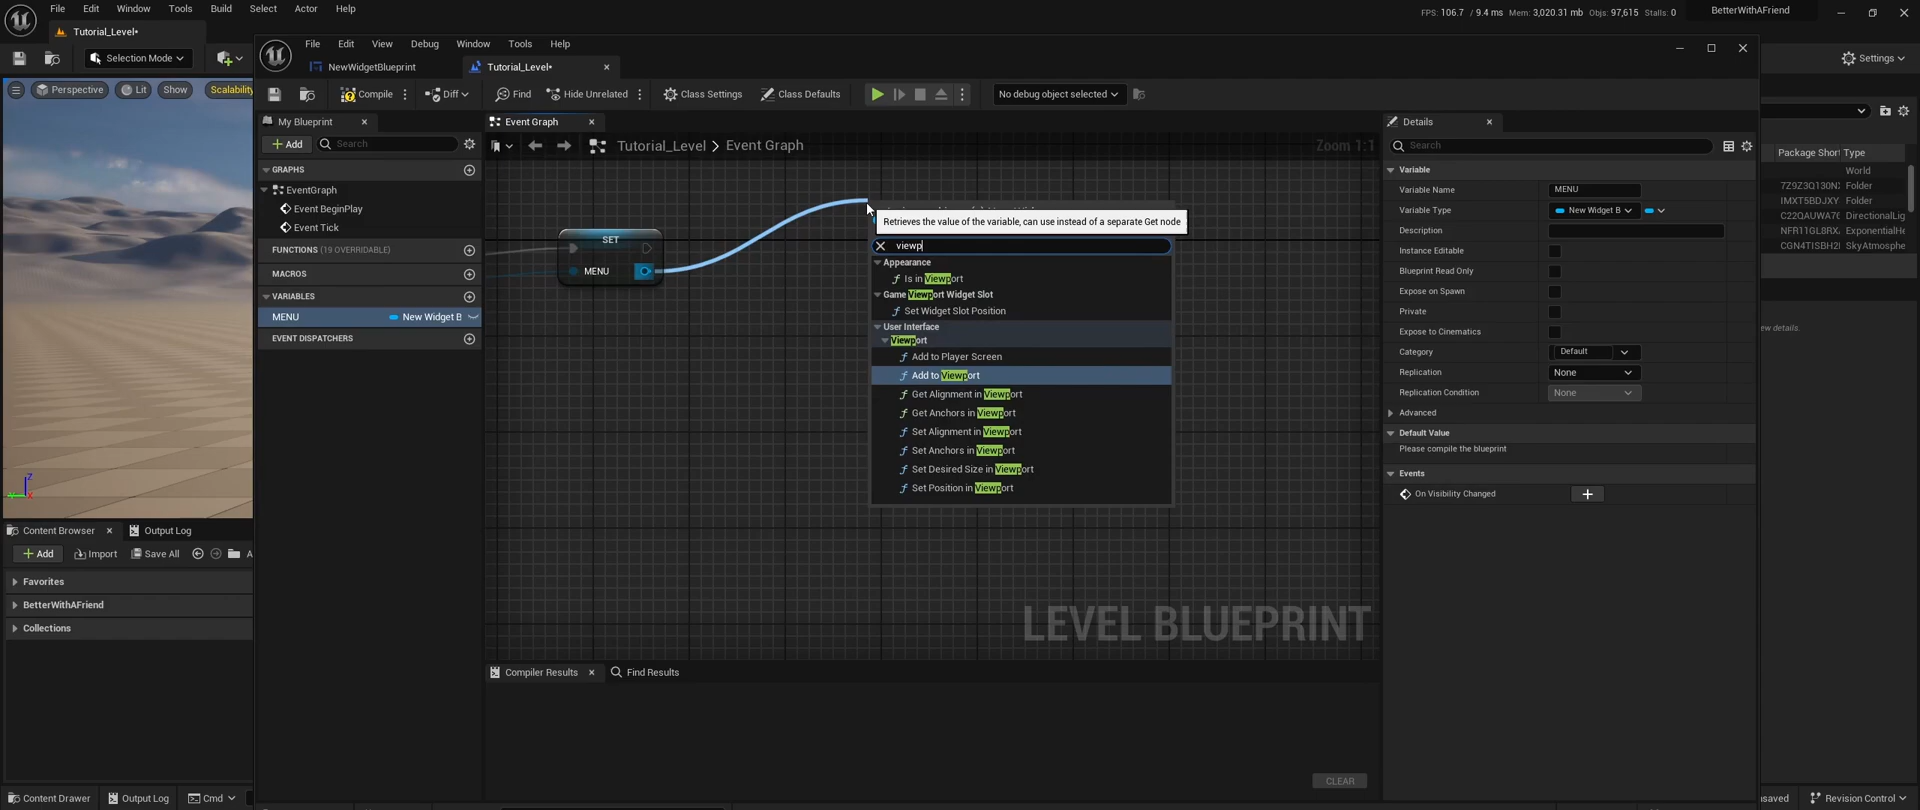 File Edit Window Tools Build Select Actor Help
FPS: 106.7 / 9.4 ms Mem: 3,020.31 mb Objs: 97,615 Stalls: 0
BetterWithAFriend
Tutorial_Level*
File Edit View Debug Window Tools Help
Selection Mode
Settings
NewWidgetBlueprint
Tutorial_Level*
Perspective Lit Show Scalability
Compile Diff Find Hide Unrelated Class Settings Class Defaults No debug object selected
My Blueprint
Event Graph
Details
+ Add Search
Tutorial_Level > Event Graph
Zoom 1:1
Search
Package Short Type
GRAPHS
EventGraph
Event BeginPlay
Event Tick
FUNCTIONS (19 OVERRIDABLE)
MACROS
VARIABLES
MENU New Widget B
EVENT DISPATCHERS
SET
MENU
Retrieves the value of the variable, can use instead of a separate Get node
viewp
Appearance
Is in Viewport
Game Viewport Widget Slot
Set Widget Slot Position
User Interface
Viewport
Add to Player Screen
Add to Viewport
Get Alignment in Viewport
Get Anchors in Viewport
Set Alignment in Viewport
Set Anchors in Viewport
Set Desired Size in Viewport
Set Position in Viewport
LEVEL BLUEPRINT
Variable
Variable Name MENU
Variable Type New Widget B
Description
Instance Editable
Blueprint Read Only
Expose on Spawn
Private
Expose to Cinematics
Category Default
Replication None
Replication Condition None
Advanced
Default Value
Please compile the blueprint
Events
On Visibility Changed
World
Folder
Folder
DirectionalLig
ExponentialHe
SkyAtmosphe
ew details.
Z
Content Browser Output Log
+ Add Import Save All A
Favorites
BetterWithAFriend
Collections
Compiler Results Find Results
CLEAR
Content Drawer Output Log Cmd
nsaved Revision Control